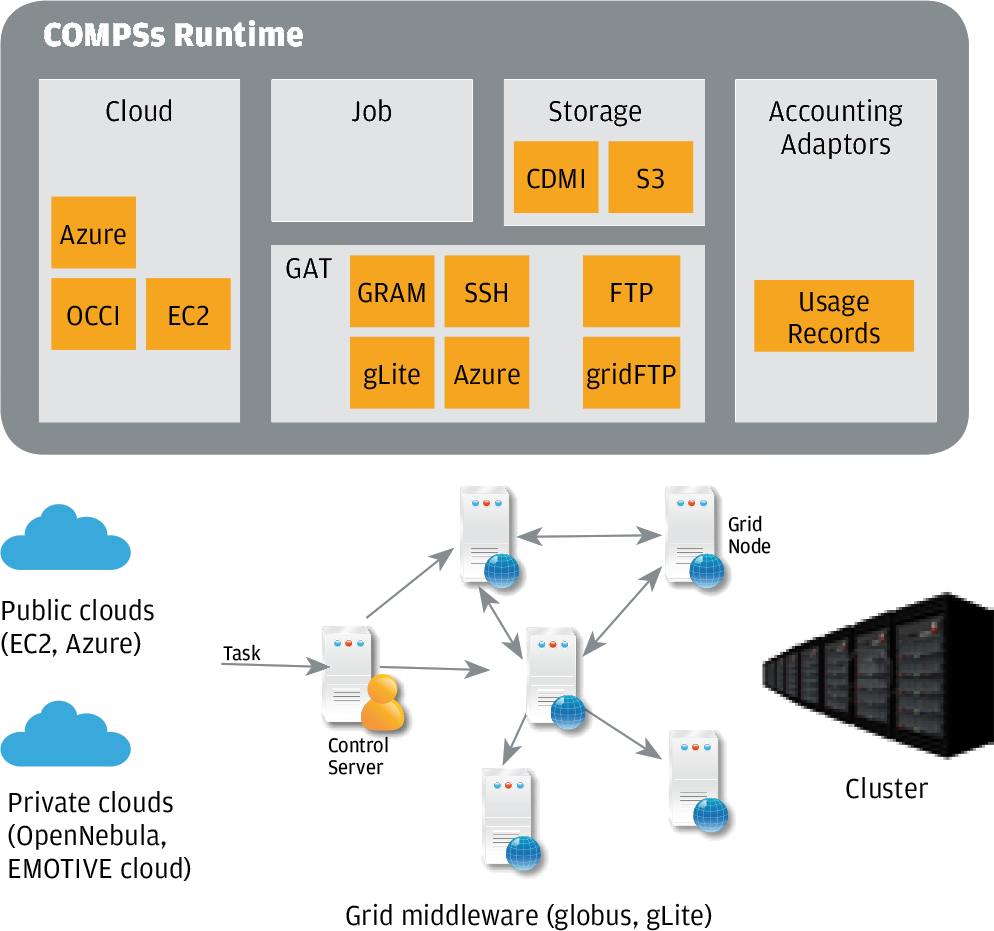 COMPSs Runtime
Cloud
Azure
OCCI
EC2
Job
Storage
CDMI
S3
GAT
GRAM
SSH
FTP
gLite
Azure
gridFTP
Accounting
Adaptors
Usage
Records
Public clouds
(EC2, Azure)
Private clouds
(OpenNebula,
EMOTIVE cloud)
Task
Control
Server
Grid
Node
Grid middleware (globus, gLite)
Cluster